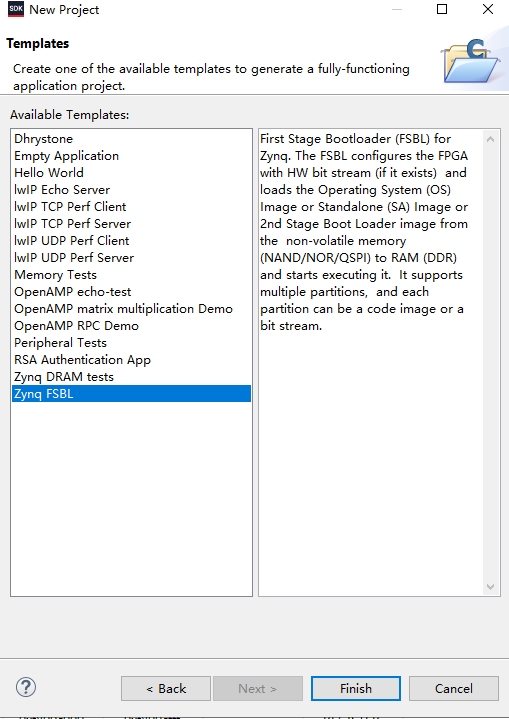 SDK New Project
Templates
Create one of the available templates to generate a fully-functioning
application project.
C
Available Templates:
Dhrystone
Empty Application
Hello World
lwIP Echo Server
lwIP TCP Perf Client
lwIP TCP Perf Server
lwIP UDP Perf Client
lwIP UDP Perf Server
Memory Tests
OpenAMP echo-test
OpenAMP matrix multiplication Demo
OpenAMP RPC Demo
Peripheral Tests
RSA Authentication App
Zynq DRAM tests
Zynq FSBL
First Stage Bootloader (FSBL) for
Zynq. The FSBL configures the FPGA
with HW bit stream (if it exists) and
loads the Operating System (OS)
Image or Standalone (SA) Image or
2nd Stage Boot Loader image from
the non-volatile memory
(NAND/NOR/QSPI) to RAM (DDR)
and starts executing it. It supports
multiple partitions, and each
partition can be a code image or a
bit stream.
?
< Back
Next >
Finish
Cancel